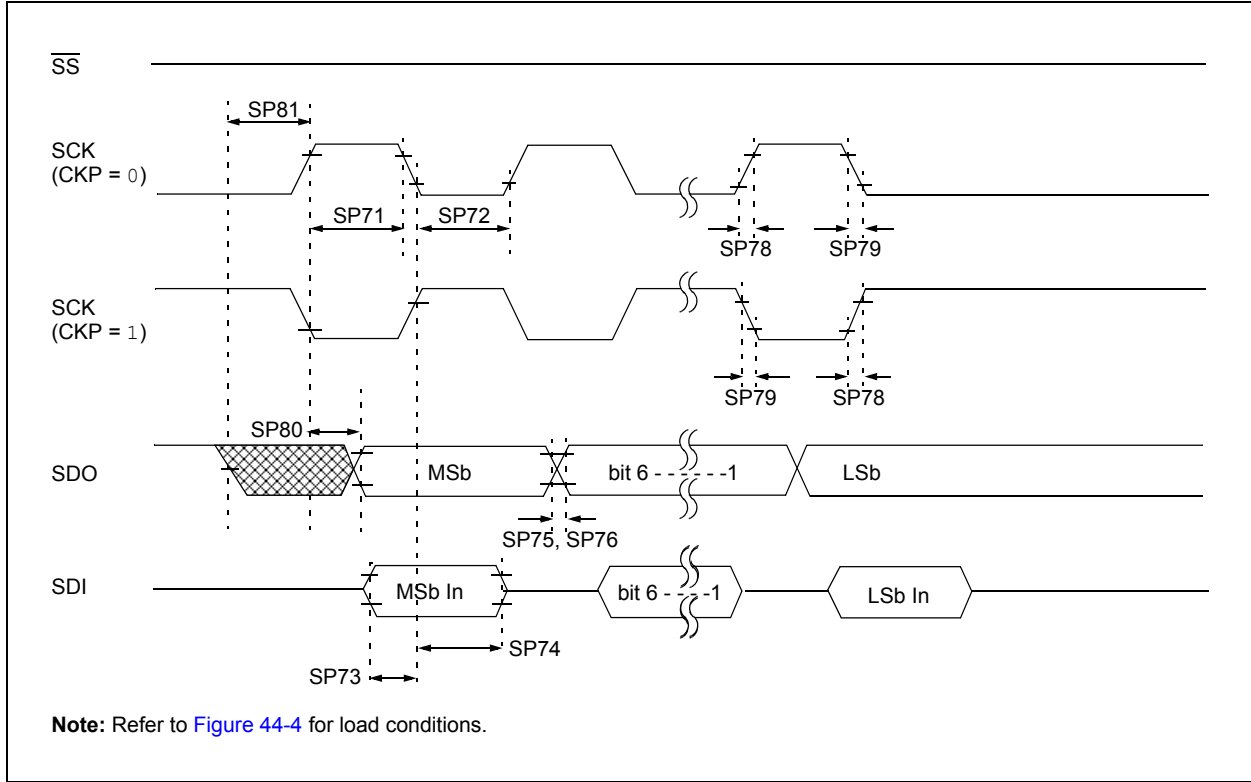 SS
SP81
SCK
(CKP = 0)
SP71
SP72
SP78
SP79
SCK
(CKP = 1)
SP79
SP78
SP80
SDO
MSb
bit 6 - - - - - -1
LSb
SP75, SP76
SDI
MSb In
bit 6 - - - - -1
LSb In
SP74
SP73
Note: Refer to Figure 44-4 for load conditions.